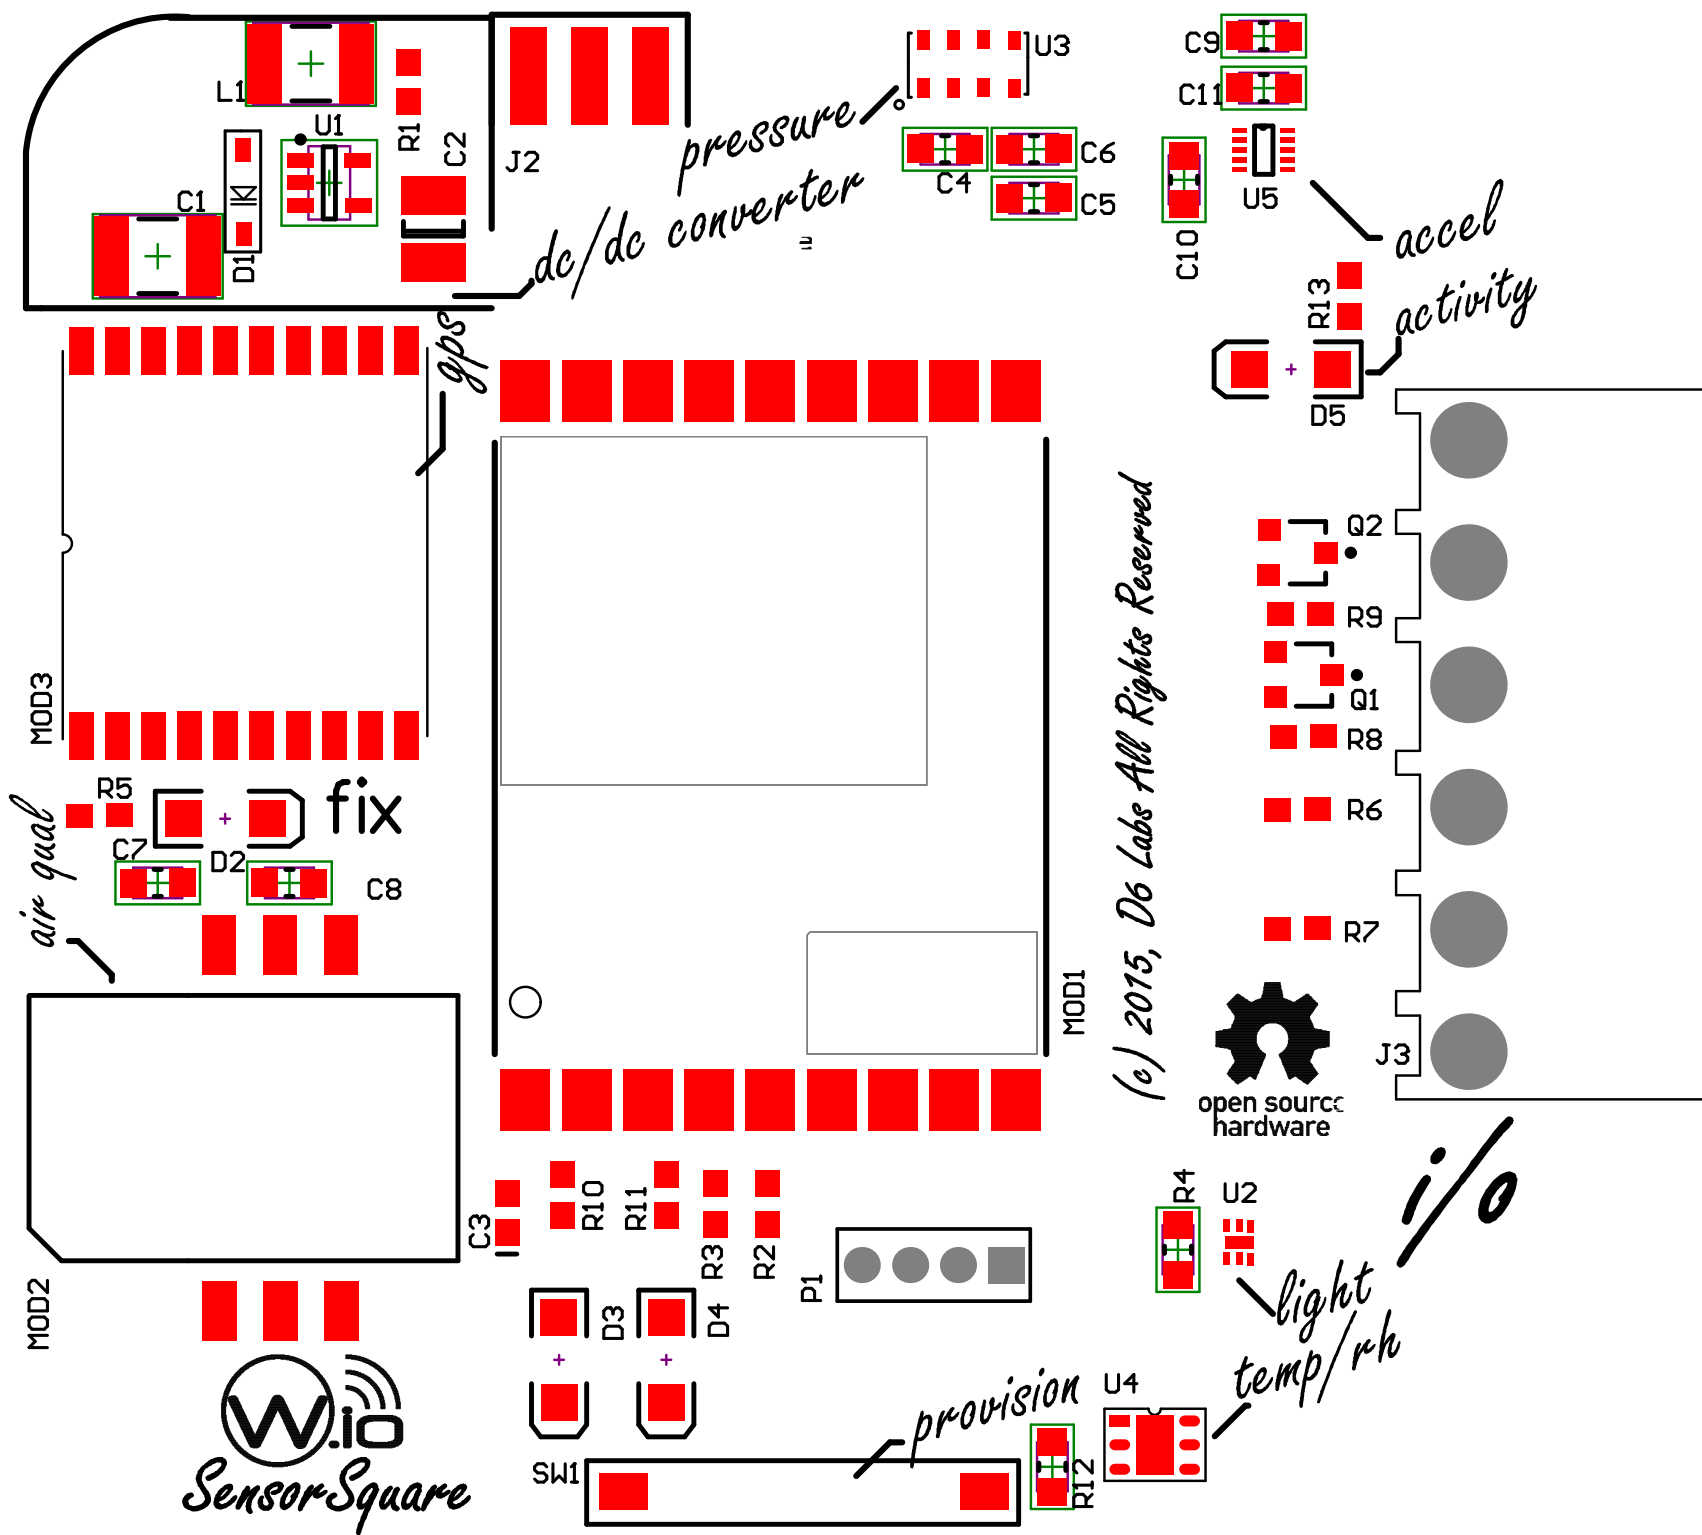 L1
R1
U1
C2
J2
C1
D1
pressure
dc/dc converter
U3
C4
C6
C5
C9
C11
U5
C10
accel
R13
activity
D5
gps
MOD3
R5
fix
C7
D2
C8
air qual
(c) 2015, D6 Labs All Rights Reserved
MOD1
Q2
R9
Q1
R8
R6
R7
J3
open source
hardware
i/o
MOD2
C3
R10
R11
R3
R2
P1
D3
D4
R4
U2
light
temp/rh
U4
provision
R12
SW1
W.io
SensorSquare